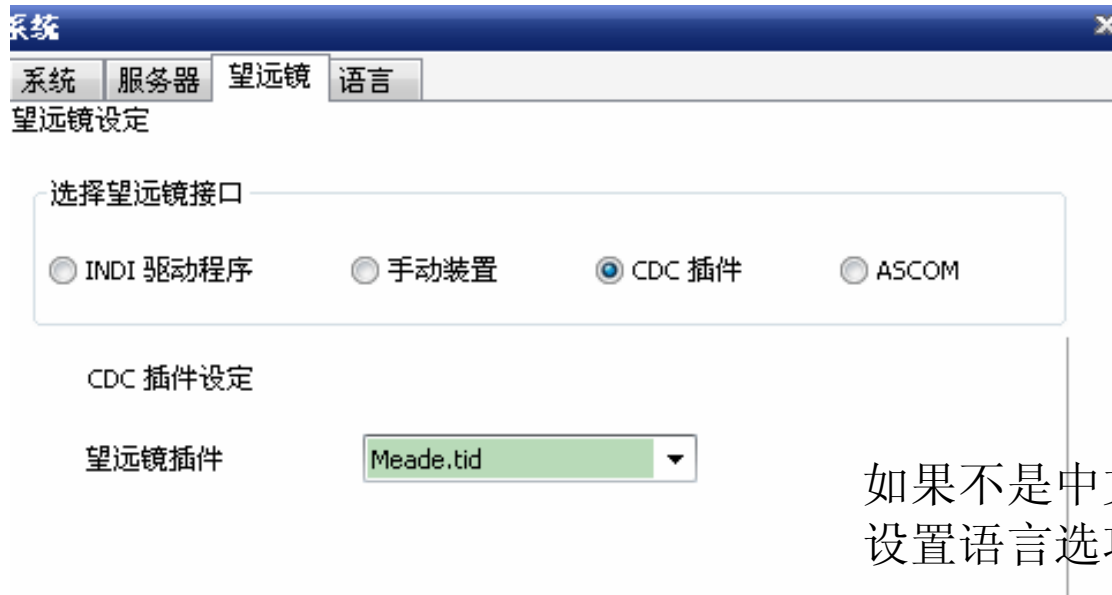 系统
系统 服务器 望远镜 语言
望远镜设定
选择望远镜接口
INDI 驱动程序 手动装置 CDC 插件 ASCOM
CDC 插件设定
望远镜插件 Meade.tid
如果不是中
设置语言选